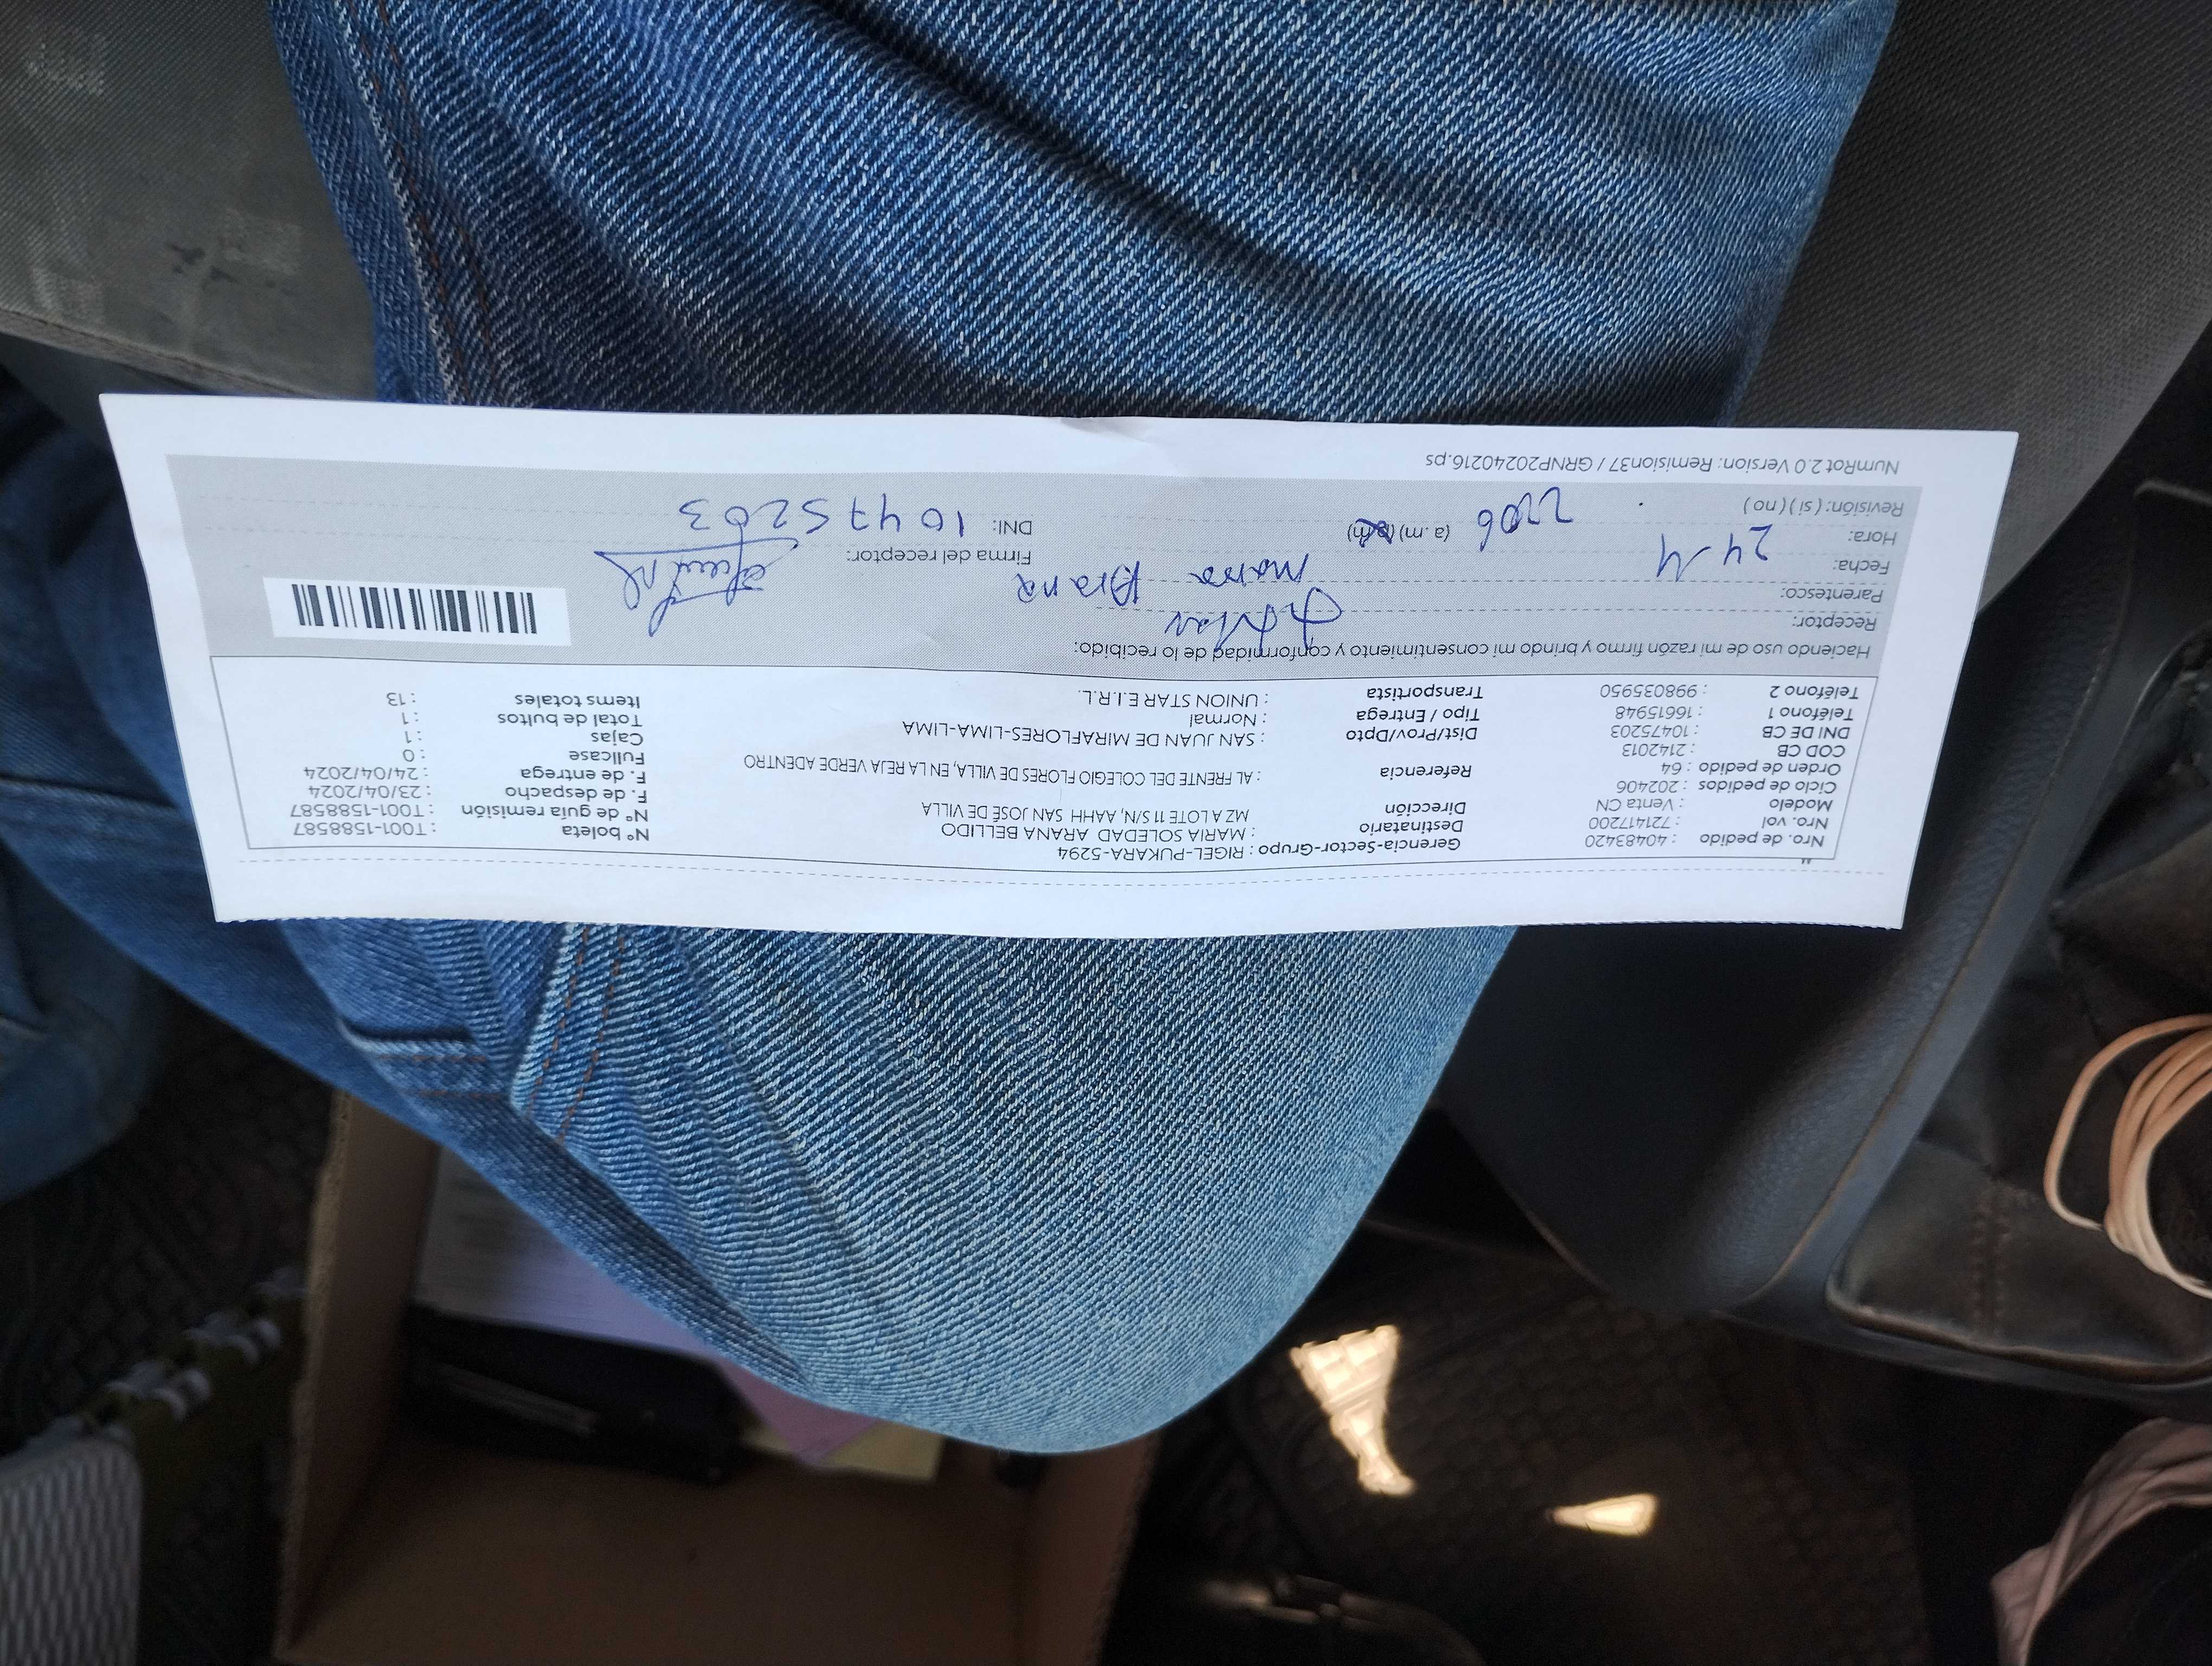 Nro. de pedido : 40483420 Gerencia-Sector-Grupo : RIGEL-PUKARA-5294 N° boleta : T001-1588587
Nro. vol : 721417200 Destinatario : MARIA SOLEDAD ARANA BELLIDO N° de guía remisión : T001-1588587
Modelo : Venta CN Dirección MZ A LOTE 11 S/N, AAHH SAN JOSÉ DE VILLA F. de despacho : 23/04/2024
Ciclo de pedidos : 202406 F. de entrega : 24/04/2024
Orden de pedido : 64 Referencia : AL FRENTE DEL COLEGIO FLORES DE VILLA, EN LA REJA VERDE ADENTRO Fullcase : 0
COD CB : 2142013 Cajas : 1
DNI DE CB : 10475203 Dist/Prov/Dpto : SAN JUAN DE MIRAFLORES-LIMA-LIMA Total de bultos : 1
Teléfono 1 : 16615948 Tipo / Entrega : Normal Items totales : 13
Teléfono 2 : 998035950 Transportista : UNION STAR E.I.R.L.
Haciendo uso de mi razón firmo y brindo mi consentimiento y conformidad de lo recibido:
Receptor:
Parentesco: Maria Arana
Fecha: 24 Firma del receptor:
Hora: (a.m) (p.m) DNI: 10475203
Revisión: (si) (no)
NumRot 2.0 Version: Remision37 / GRNP20240216.ps